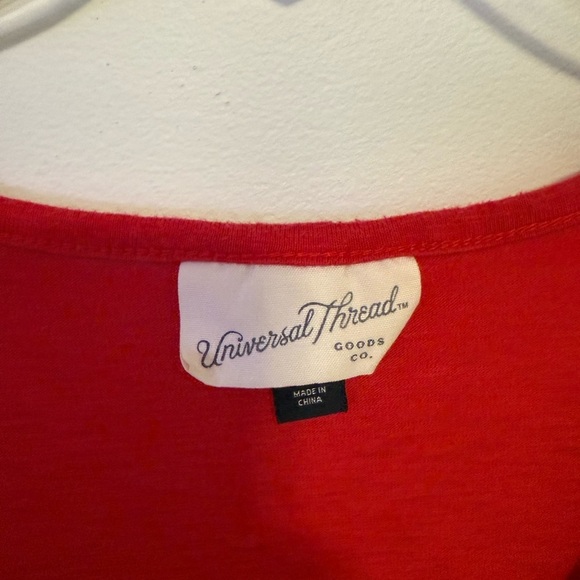 Universal Thread™
GOODS
CO.
MADE IN
CHINA